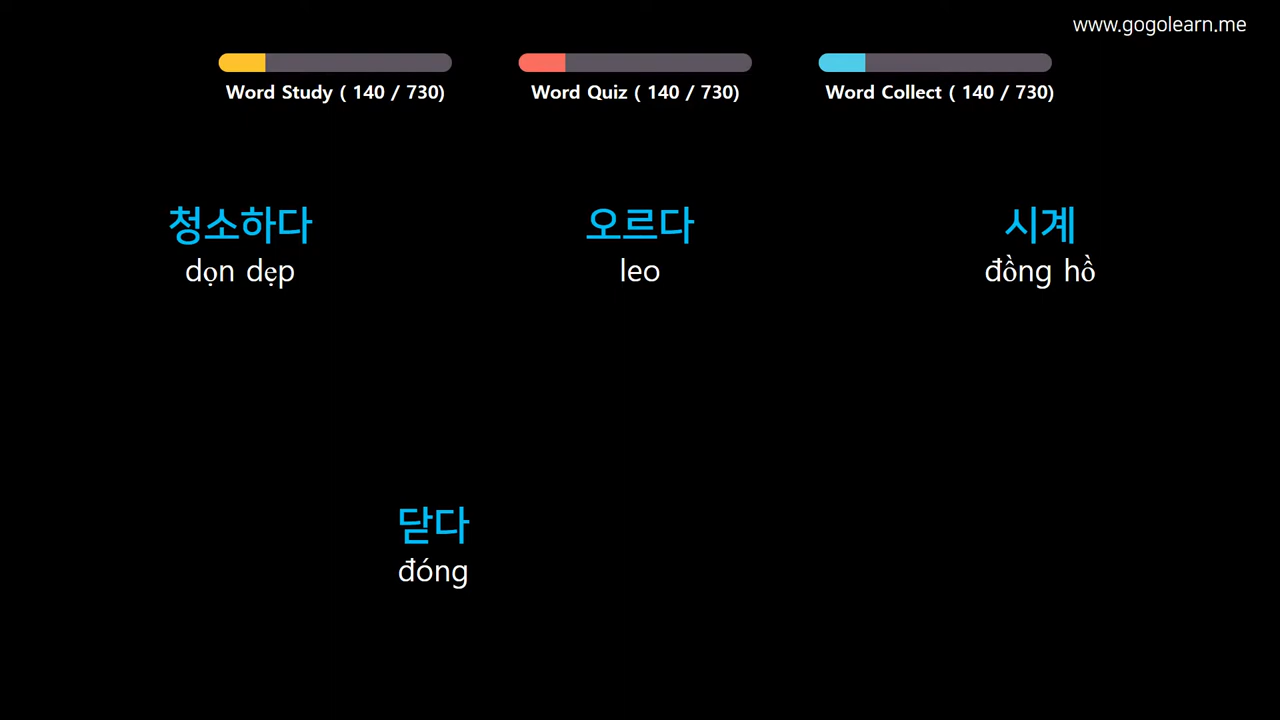 www.gogolearn.me
Word Study ( 140 / 730)
Word Quiz ( 140 / 730)
Word Collect ( 140 / 730)
청소하다
dọn dẹp
오르다
leo
시계
đồng hồ
닫다
đóng